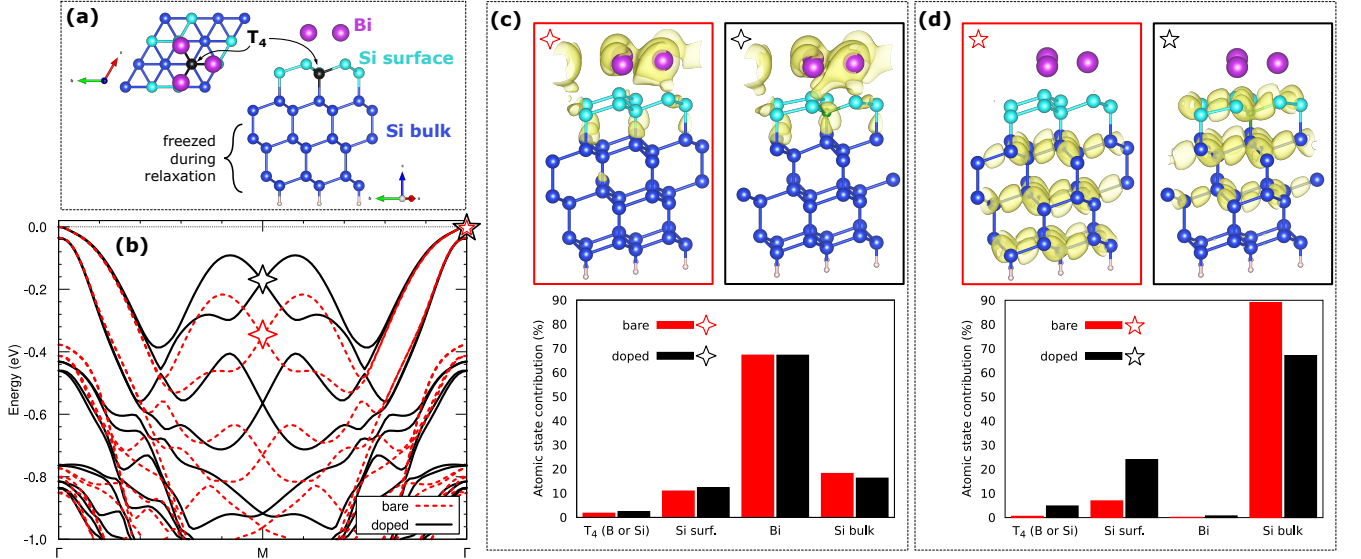 (a)
T4
Bi
Si surface
Si bulk
freezed
during
relaxation
(b)
Energy (eV)
0.0
-0.2
-0.4
-0.6
-0.8
-1.0
Γ
M
Γ
bare
doped
(c)
Atomic state contribution (%)
90
80
70
60
50
40
30
20
10
0
bare
doped
T4 (B or Si)
Si surf.
Bi
Si bulk
(d)
Atomic state contribution (%)
90
80
70
60
50
40
30
20
10
0
bare
doped
T4 (B or Si)
Si surf.
Bi
Si bulk